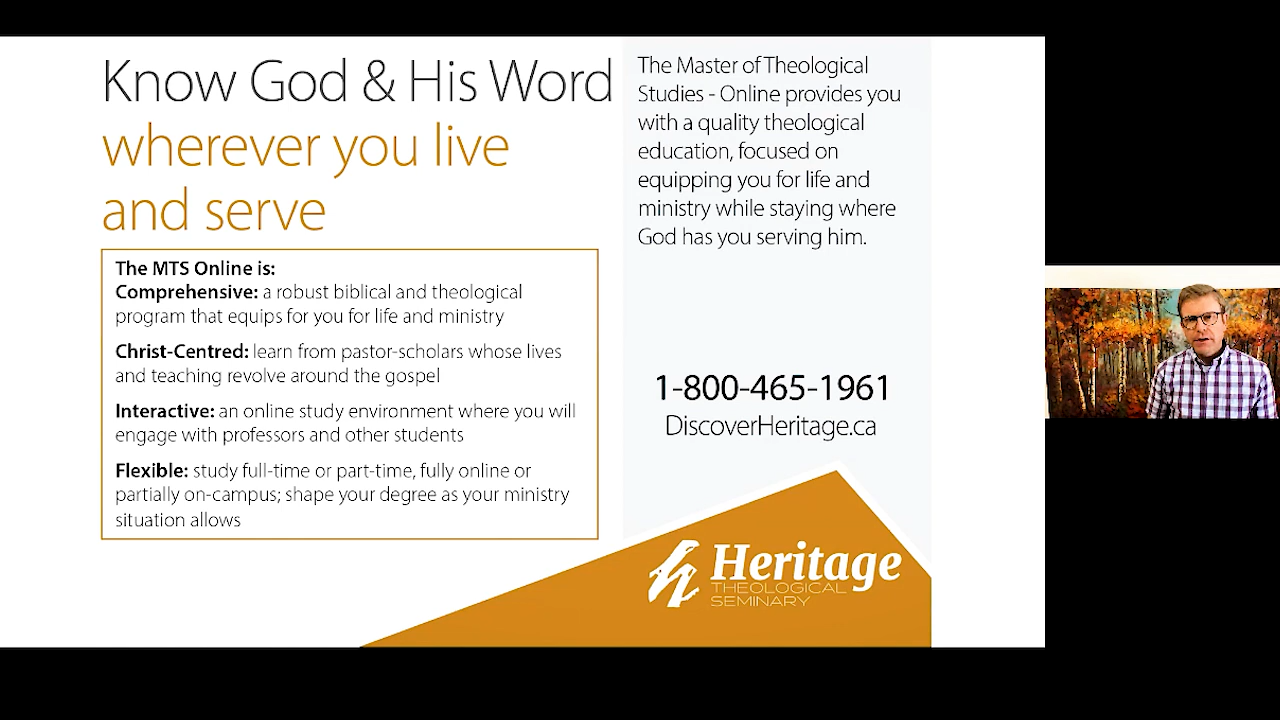 Know God & His Word
wherever you live
and serve
The MTS Online is:
Comprehensive: a robust biblical and theological
program that equips for you for life and ministry
Christ-Centred: learn from pastor-scholars whose lives
and teaching revolve around the gospel
Interactive: an online study environment where you will
engage with professors and other students
Flexible: study full-time or part-time, fully online or
partially on-campus; shape your degree as your ministry
situation allows
The Master of Theological
Studies - Online provides you
with a quality theological
education, focused on
equipping you for life and
ministry while staying where
God has you serving him.
1-800-465-1961
DiscoverHeritage.ca
Heritage
THEOLOGICAL
SEMINARY